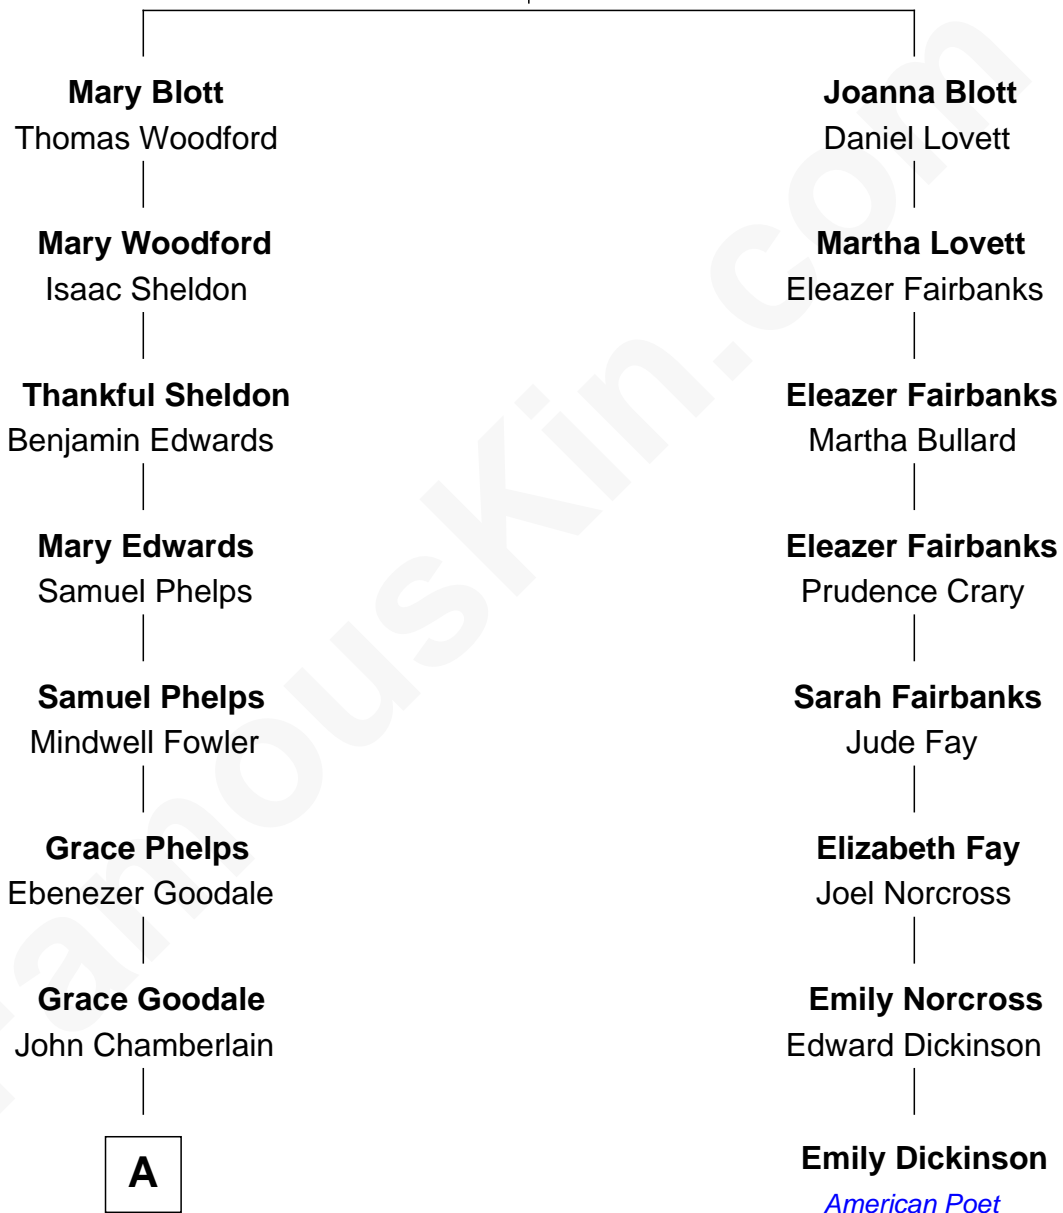 Mary Blott
Thomas Woodford
Mary Woodford
Isaac Sheldon
Thankful Sheldon
Benjamin Edwards
Mary Edwards
Samuel Phelps
Samuel Phelps
Mindwell Fowler
Grace Phelps
Ebenezer Goodale
Grace Goodale
John Chamberlain
A
Joanna Blott
Daniel Lovett
Martha Lovett
Eleazer Fairbanks
Eleazer Fairbanks
Martha Bullard
Eleazer Fairbanks
Prudence Crary
Sarah Fairbanks
Jude Fay
Elizabeth Fay
Joel Norcross
Emily Norcross
Edward Dickinson
Emily Dickinson
American Poet
FamousKin.com